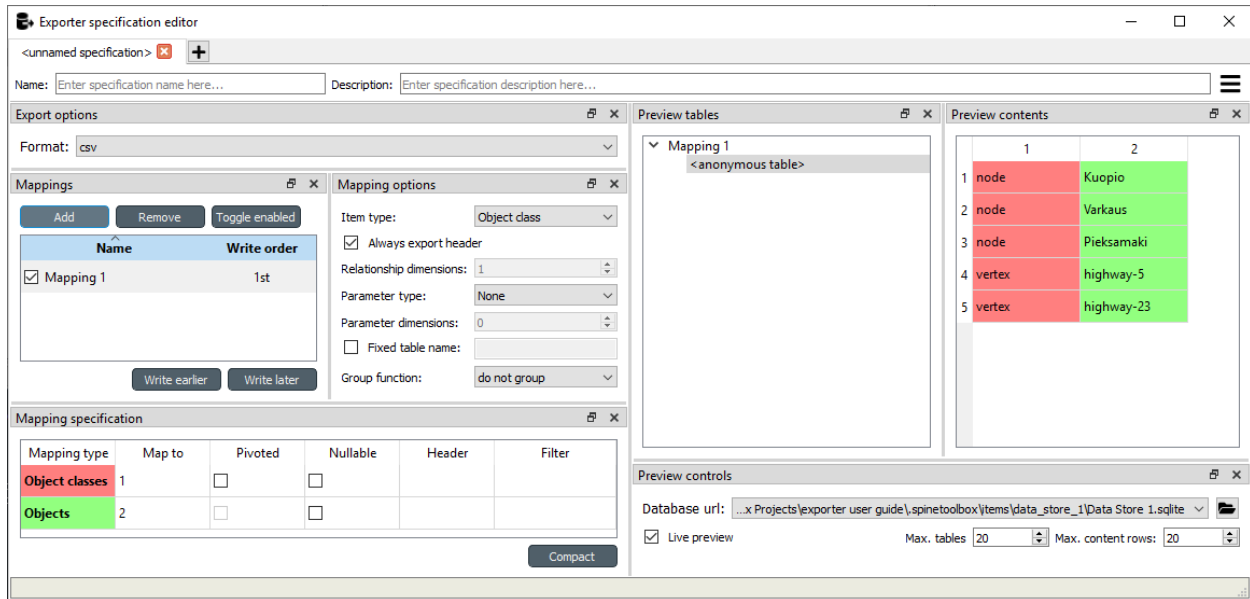 Exporter specification editor
<unnamed specification>
Name: Enter specification name here... Description: Enter specification description here...
Export options
Format: csv
Mappings
Add Remove Toggle enabled
Name Write order
Mapping 1 1st
Write earlier Write later
Mapping options
Item type: Object class
Always export header
Relationship dimensions: 1
Parameter type: None
Parameter dimensions: 0
Fixed table name:
Group function: do not group
Mapping specification
Mapping type Map to Pivoted Nullable Header Filter
Object classes 1
Objects 2
Compact
Preview tables
Mapping 1
<anonymous table>
Preview contents
1 2
1 node Kuopio
2 node Varkaus
3 node Pieksamaki
4 vertex highway-5
5 vertex highway-23
Preview controls
Database url: ...x Projects\exporter user guide\.spinetoolbox\items\data_store_1\Data Store 1.sqlite
Live preview Max. tables 20 Max. content rows: 20